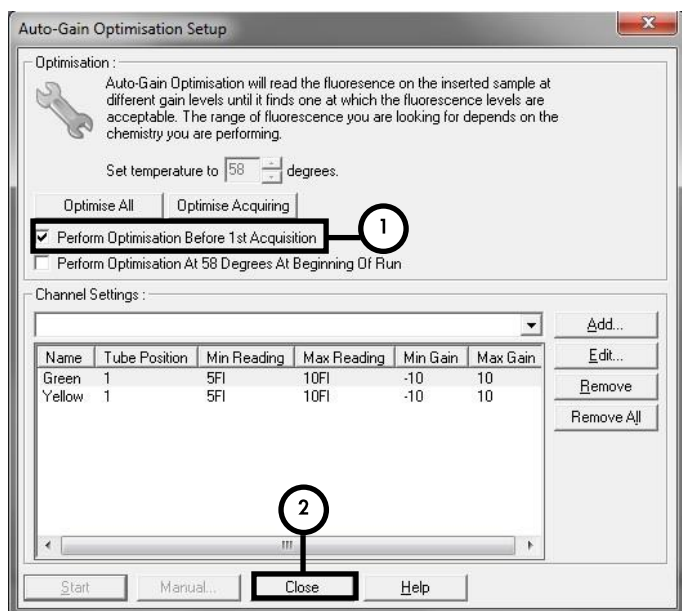 Auto-Gain Optimisation Setup
Optimisation :
Auto-Gain Optimisation will read the fluoresence on the inserted sample at
different gain levels until it finds one at which the fluorescence levels are
acceptable. The range of fluorescence you are looking for depends on the
chemistry you are performing.
Set temperature to 58 degrees.
Optimise All Optimise Acquiring
Perform Optimisation Before 1st Acquisition 1
Perform Optimisation At 58 Degrees At Beginning Of Run
Channel Settings :
Add...
Name Tube Position Min Reading Max Reading Min Gain Max Gain Edit...
Green 1 5Fl 10Fl -10 10
Yellow 1 5Fl 10Fl -10 10
Remove
Remove All
2
Start Manual... Close Help